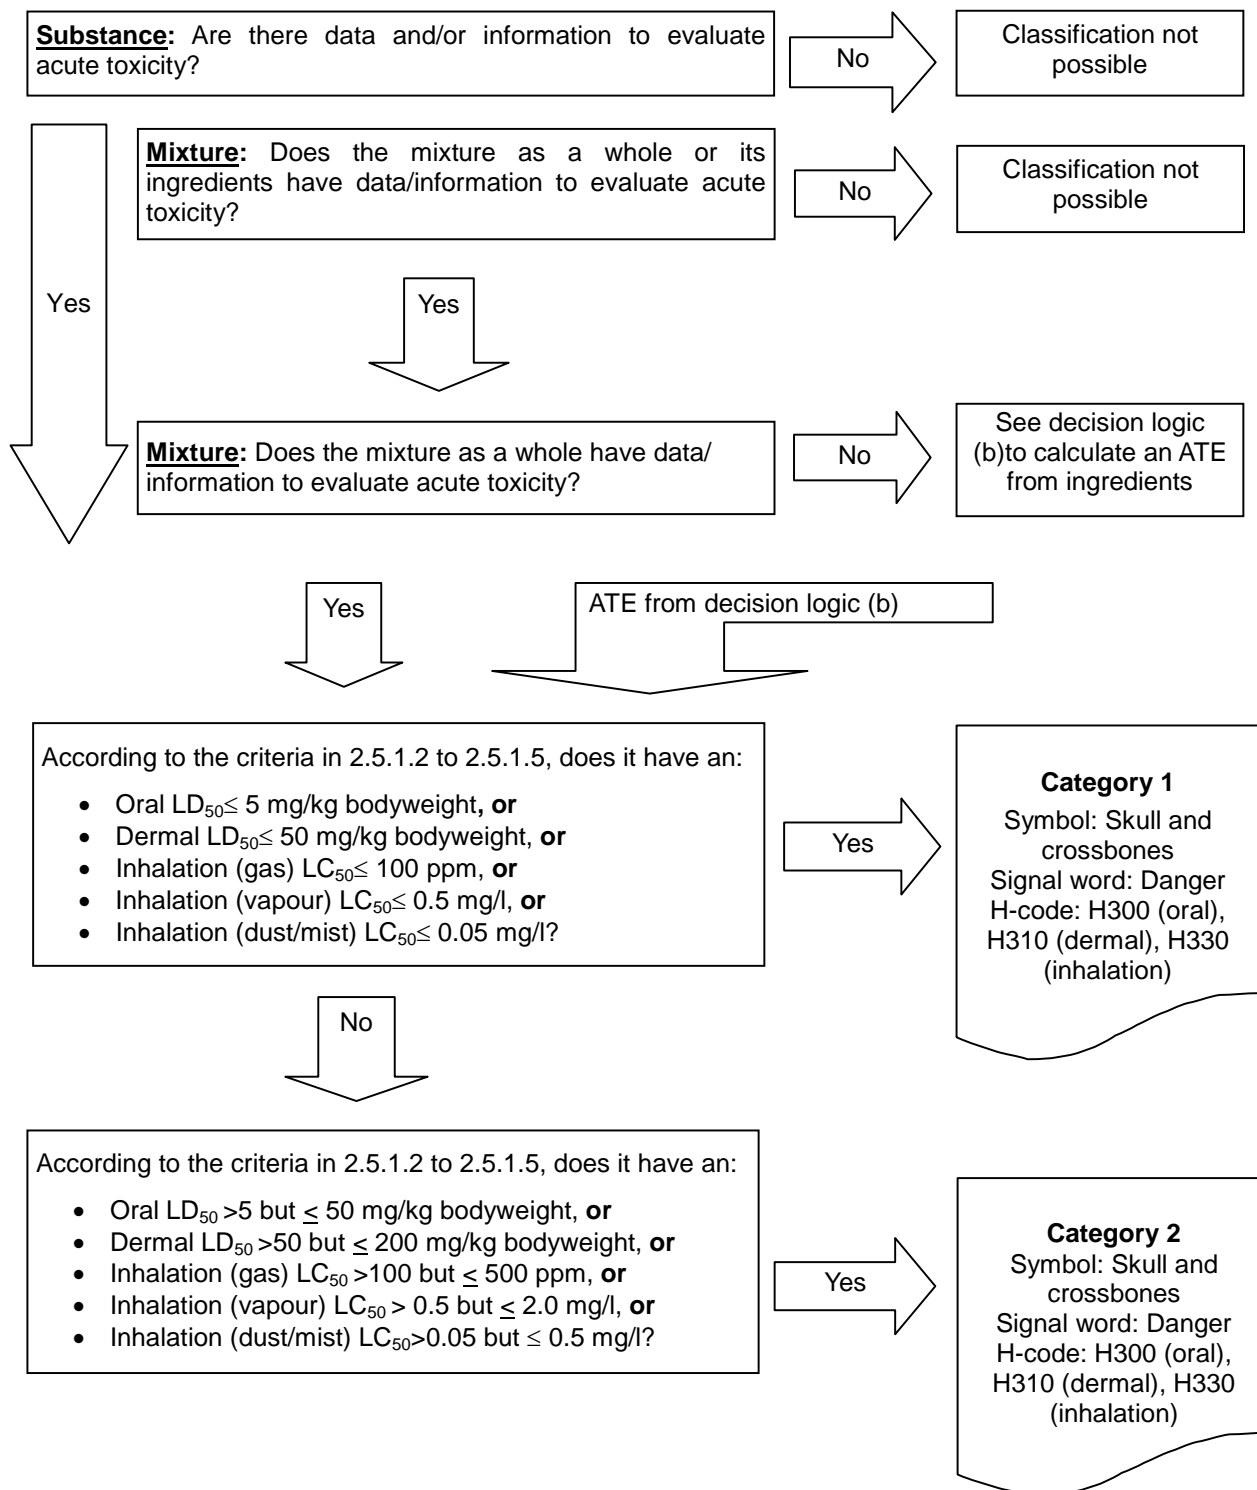 Substance: Are there data and/or information to evaluate
acute toxicity?
No
Classification not
possible
Mixture: Does the mixture as a whole or its
ingredients have data/information to evaluate acute
toxicity?
No
Classification not
possible
Yes
Yes
Mixture: Does the mixture as a whole have data/
information to evaluate acute toxicity?
No
See decision logic
(b)to calculate an ATE
from ingredients
Yes
ATE from decision logic (b)
According to the criteria in 2.5.1.2 to 2.5.1.5, does it have an:
• Oral LD50≤ 5 mg/kg bodyweight, or
• Dermal LD50≤ 50 mg/kg bodyweight, or
• Inhalation (gas) LC50≤ 100 ppm, or
• Inhalation (vapour) LC50≤ 0.5 mg/l, or
• Inhalation (dust/mist) LC50≤ 0.05 mg/l?
Yes
Category 1
Symbol: Skull and
crossbones
Signal word: Danger
H-code: H300 (oral),
H310 (dermal), H330
(inhalation)
No
According to the criteria in 2.5.1.2 to 2.5.1.5, does it have an:
• Oral LD50 >5 but ≤ 50 mg/kg bodyweight, or
• Dermal LD50 >50 but ≤ 200 mg/kg bodyweight, or
• Inhalation (gas) LC50 >100 but ≤ 500 ppm, or
• Inhalation (vapour) LC50 > 0.5 but ≤ 2.0 mg/l, or
• Inhalation (dust/mist) LC50>0.05 but ≤ 0.5 mg/l?
Yes
Category 2
Symbol: Skull and
crossbones
Signal word: Danger
H-code: H300 (oral),
H310 (dermal), H330
(inhalation)